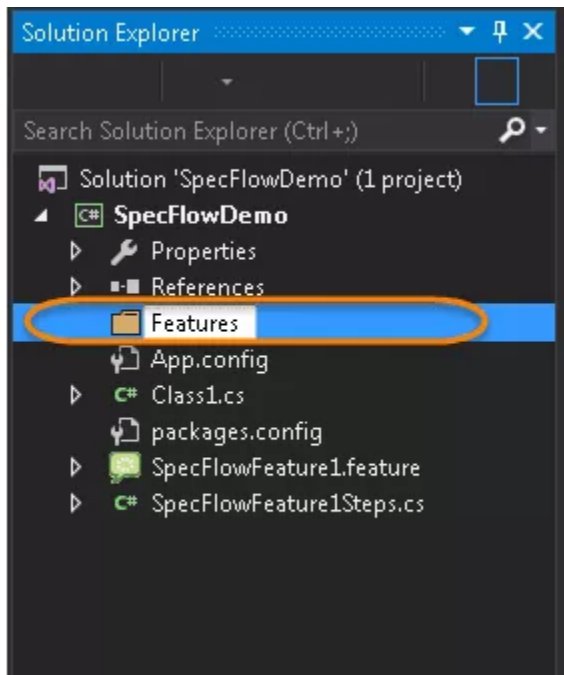 Solution Explorer
Search Solution Explorer (Ctrl+;)
Solution 'SpecFlowDemo' (1 project)
C# SpecFlowDemo
Properties
References
Features
App.config
C# Class1.cs
packages.config
SpecFlowFeature1.feature
C# SpecFlowFeature1Steps.cs